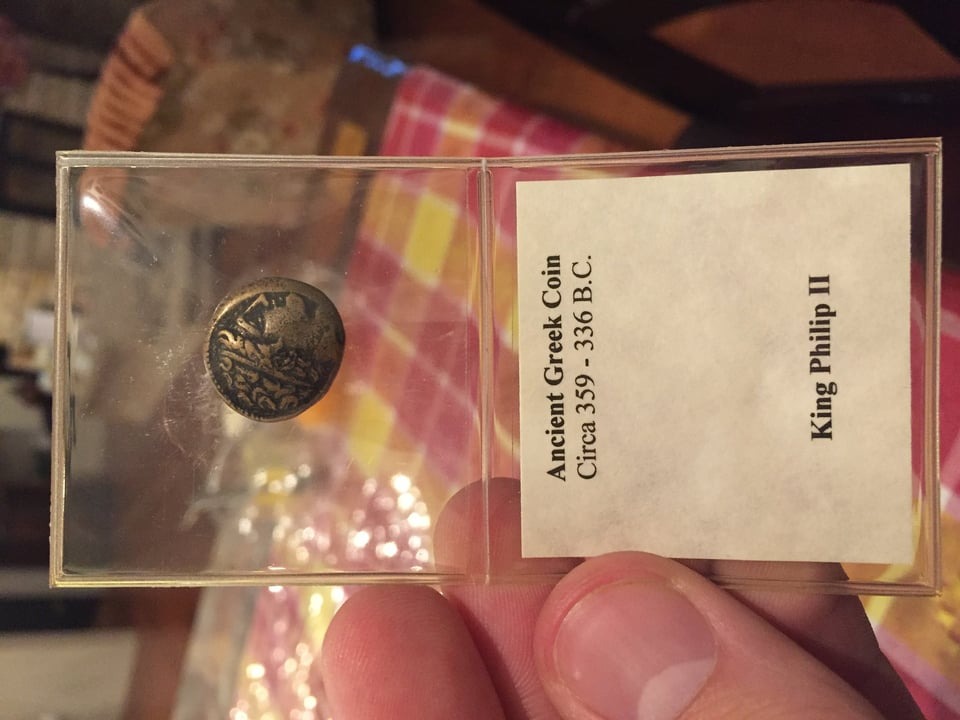 Ancient Greek Coin
Circa 359 - 336 B.C.
King Philip II